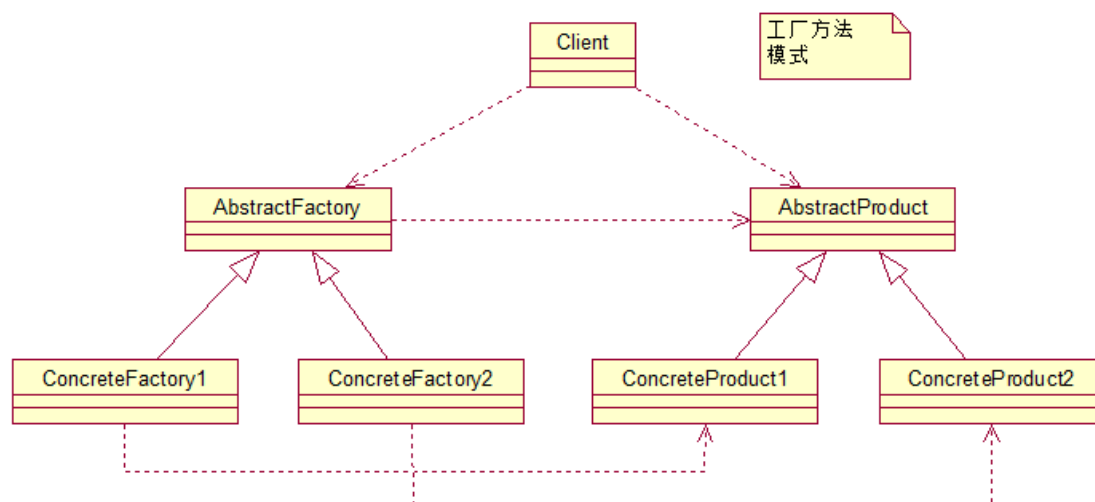 Client
工厂方法
模式
AbstractFactory
AbstractProduct
ConcreteFactory1
ConcreteFactory2
ConcreteProduct1
ConcreteProduct2